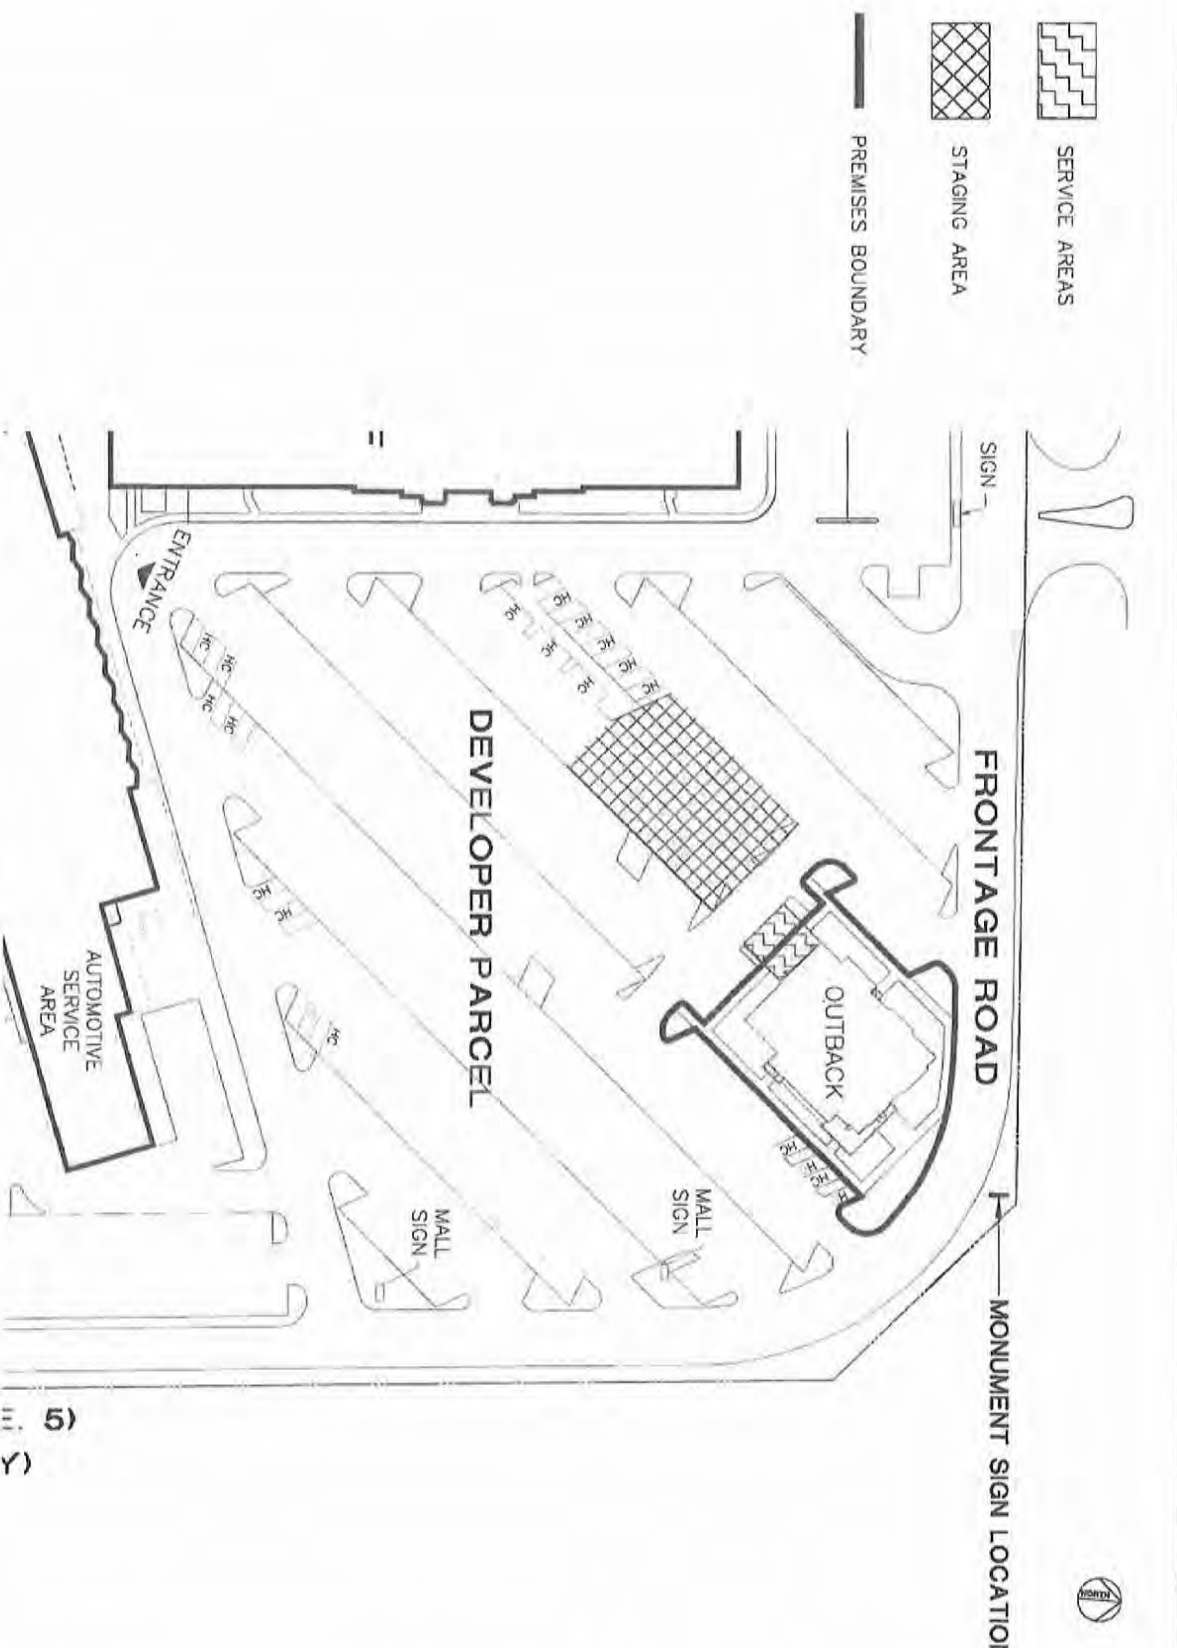 SERVICE AREAS
STAGING AREA
PREMISES BOUNDARY
SIGN
FRONTAGE ROAD
ENTRANCE
HC
HC
HC
HC
HC
HC
HC
HC
HC
HC
HC
HC
DEVELOPER PARCEL
OUTBACK
HC
HC
HC
HC
HC
HC
AUTOMOTIVE
SERVICE
AREA
MALL
SIGN
MALL
SIGN
MONUMENT SIGN LOCATION
5)
Y)
NORTH